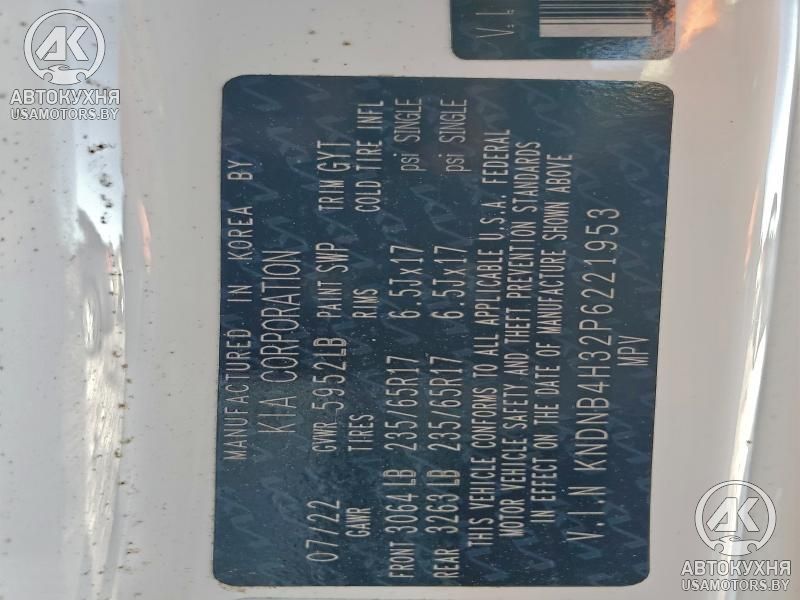 MANUFACTURED IN KOREA BY
KIA CORPORATION
07/22 GVWR 5952LB PAINT SWP TRIM GYT
GAWR TIRES RIMS COLD TIRE INFL
FRONT 3064LB 235/65R17 6.5Jx17 psi SINGLE
REAR 3263LB 235/65R17 6.5Jx17 psi SINGLE
THIS VEHICLE CONFORMS TO ALL APPLICABLE U.S.A. FEDERAL
MOTOR VEHICLE SAFETY AND THEFT PREVENTION STANDARDS
IN EFFECT ON THE DATE OF MANUFACTURE SHOWN ABOVE
V.I.N KNDNB4H32P6221953
MPV
V.I.
АК
АВТОКУХНЯ
USAMOTORS.BY
АК
АВТОКУХНЯ
USAMOTORS.BY